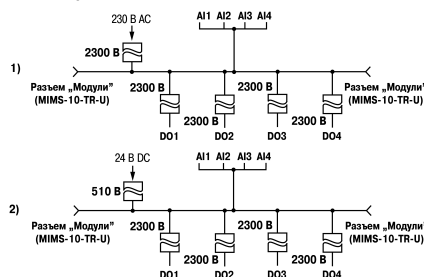 230 В AC
AI1 AI2 AI3 AI4
2300 В
1)
Разъем „Модули"
(MIMS-10-TR-U)
2300 В
2300 В
2300 В
2300 В
Разъем „Модули"
(MIMS-10-TR-U)
DO1 DO2 DO3 DO4
24 В DC
AI1 AI2 AI3 AI4
510 В
2)
Разъем „Модули"
(MIMS-10-TR-U)
2300 В
2300 В
2300 В
2300 В
Разъем „Модули"
(MIMS-10-TR-U)
DO1 DO2 DO3 DO4